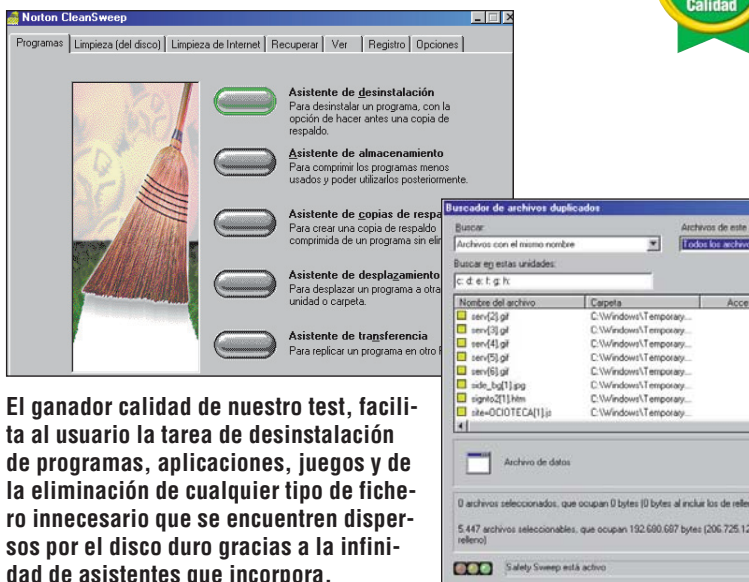 Calidad
Norton CleanSweep
Programas
Limpieza (del disco)
Limpieza de Internet
Recuperar
Ver
Registro
Opciones
Asistente de desinstalación
Para desinstalar un programa, con la
opción de hacer antes una copia de
respaldo.
Asistente de almacenamiento
Para comprimir los programas menos
usados y poder utilizarlos posteriormente.
Asistente de copias de respa
Para crear una copia de respaldo
comprimida de un programa sin elir
Asistente de desplazamiento
Para desplazar un programa a otra
unidad o carpeta.
Asistente de transferencia
Para replicar un programa en otro
Buscador de archivos duplicados
Buscar:
Archivos de este
Archivos con el mismo nombre
Todos los archivo
Buscar en estas unidades:
c: d: e: f: g: h:
Nombre del archivo
Carpeta
Acce
serv[2].gif C:\Windows\Temporary...
serv[3].gif C:\Windows\Temporary...
serv[4].gif C:\Windows\Temporary...
serv[5].gif C:\Windows\Temporary...
serv[6].gif C:\Windows\Temporary...
side_bg[1].jpg C:\Windows\Temporary...
signto2[1].htm C:\Windows\Temporary...
site=OCIOTECA[1].js C:\Windows\Temporary...
Archivo de datos
0 archivos seleccionados, que ocupan 0 bytes (0 bytes al incluir los de rellen
5.447 archivos seleccionables, que ocupan 192.680.687 bytes (206.725.12
relleno)
Safety Sweep está activo
El ganador calidad de nuestro test, facili-
ta al usuario la tarea de desinstalación
de programas, aplicaciones, juegos y de
la eliminación de cualquier tipo de fiche-
ro innecesario que se encuentren disper-
sos por el disco duro gracias a la infini-
dad de asistentes que incorpora.